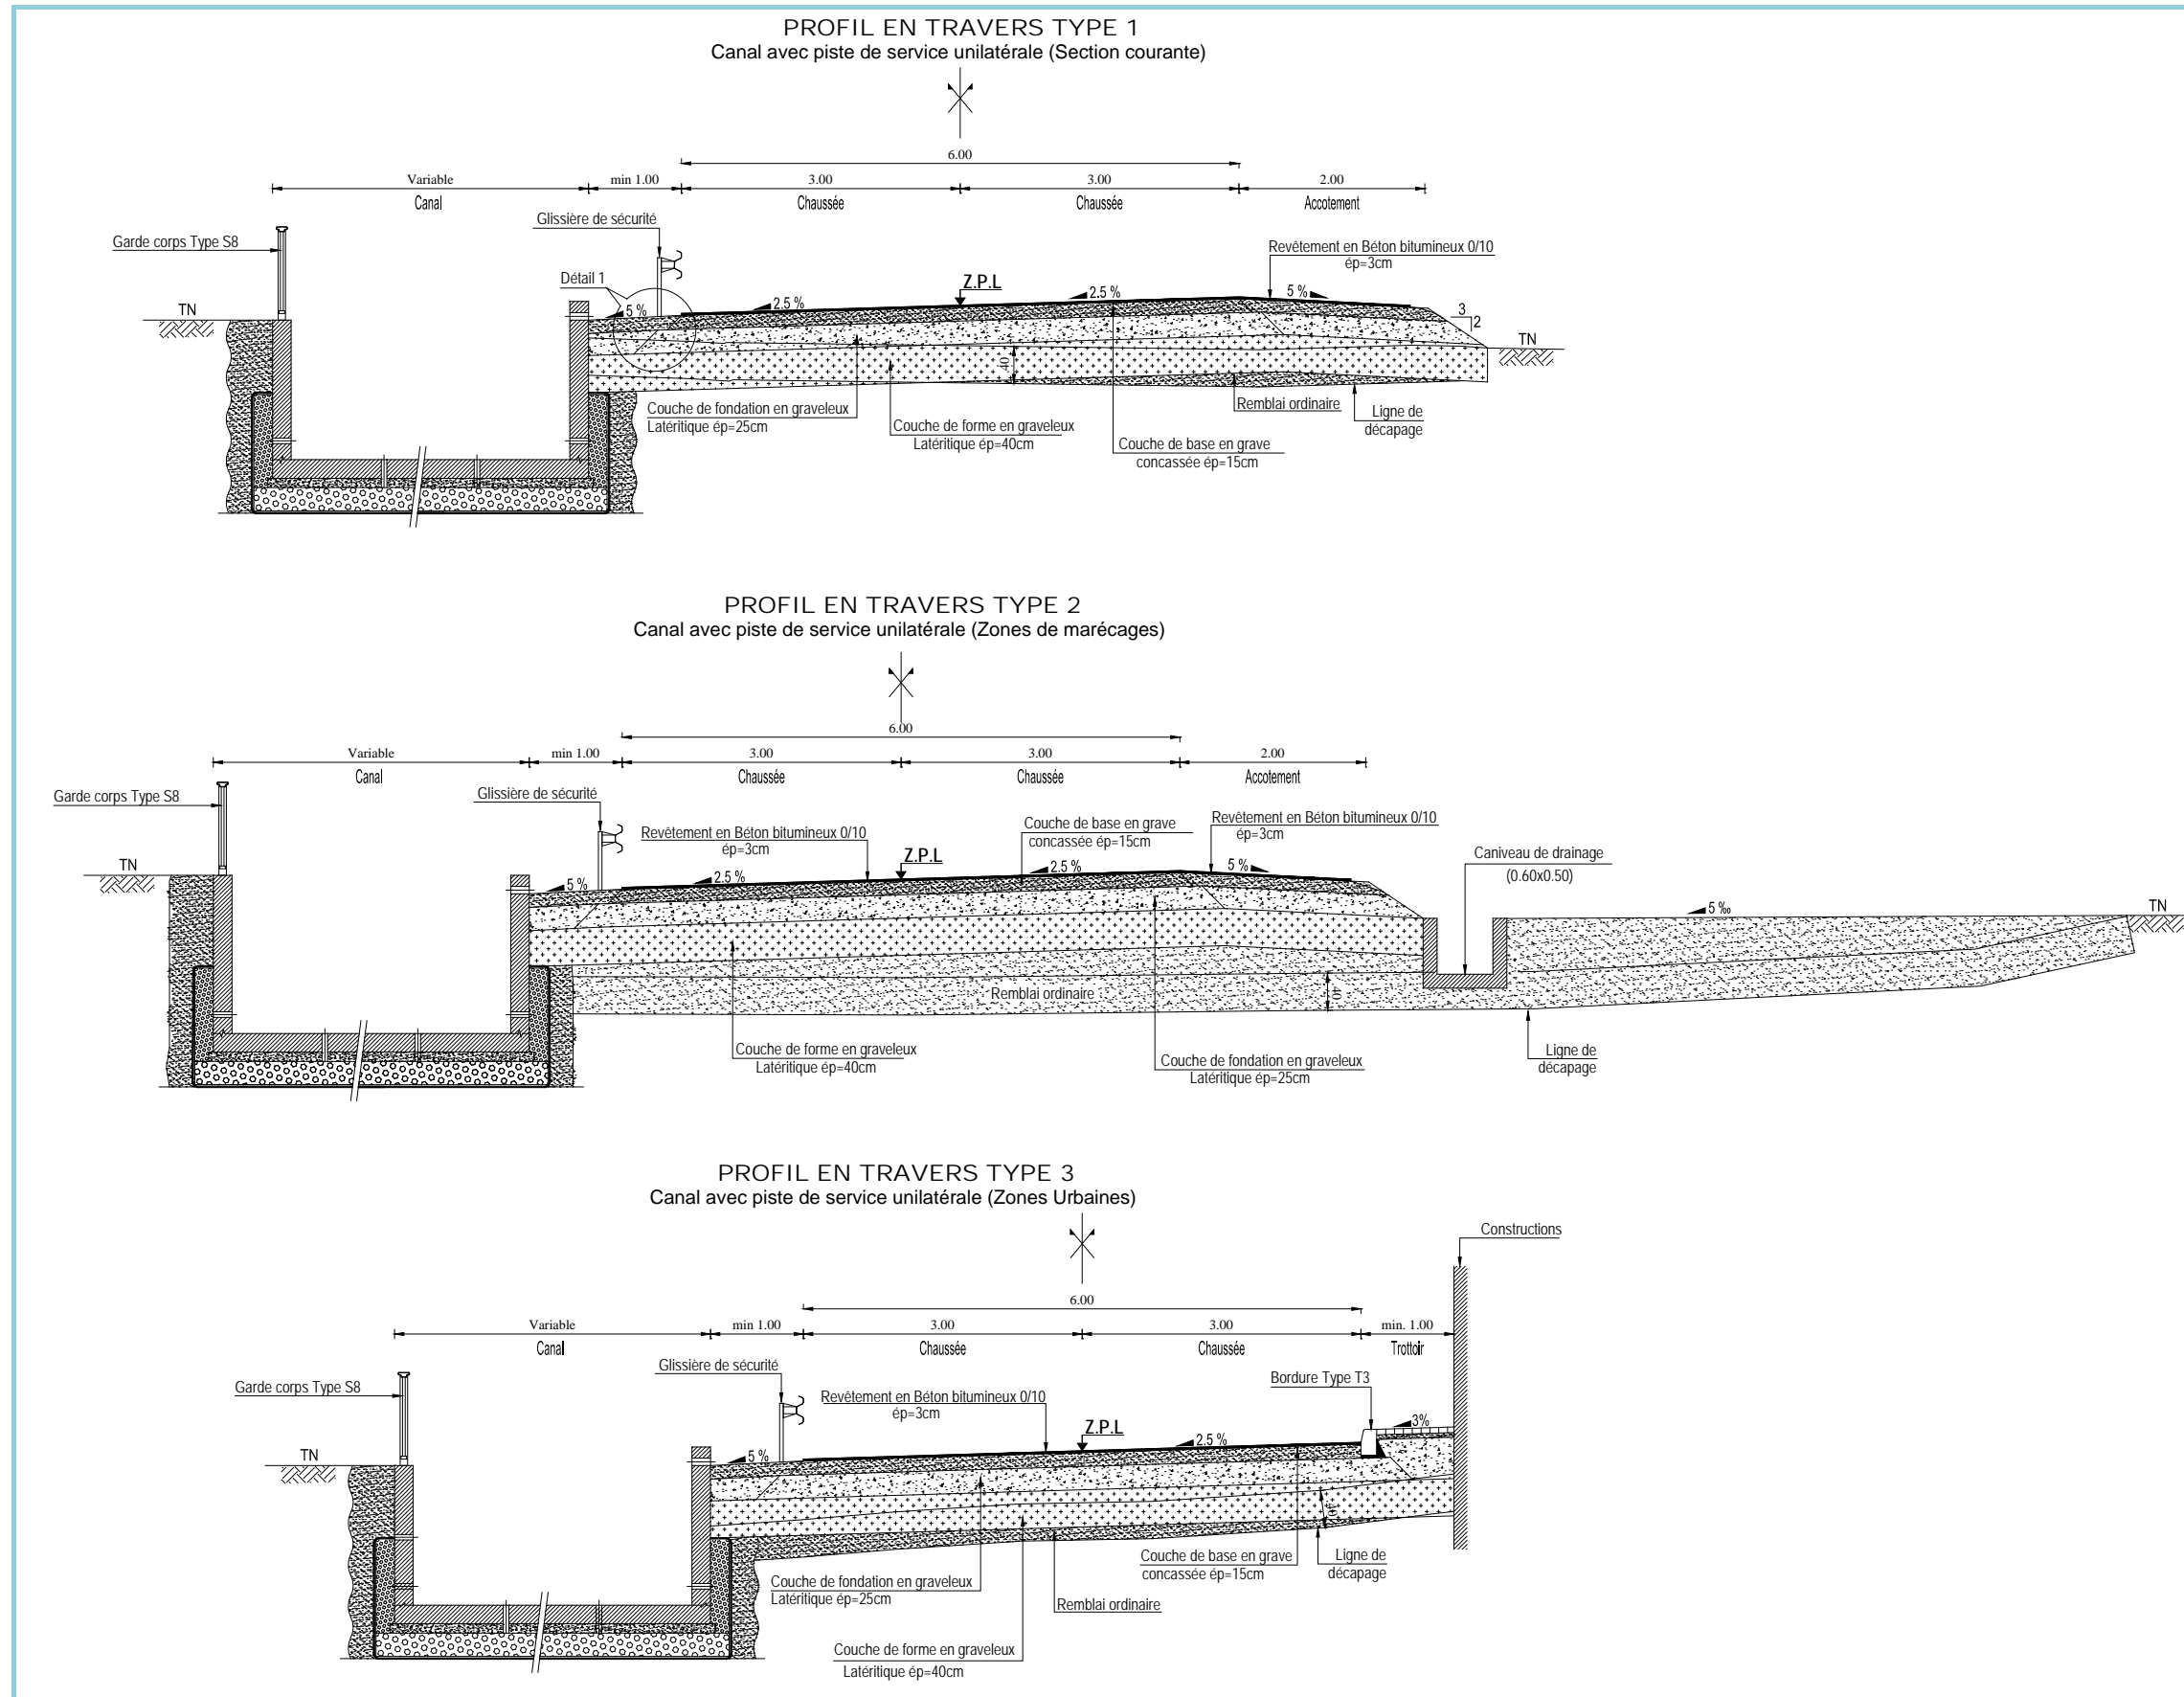 PROFIL EN TRAVERS TYPE 1
Canal avec piste de service unilatérale (Section courante)
6.00
Variable
min 1.00
3.00
3.00
2.00
Canal
Chaussée
Chaussée
Accotement
Glissière de sécurité
Garde corps Type S8
Revêtement en Béton bitumineux 0/10
ép=3cm
Détail 1
Z.P.L
TN
5 %
2.5 %
2.5 %
5 %
3
2
TN
40
Couche de fondation en graveleux
Latéritique ép=25cm
Couche de forme en graveleux
Latéritique ép=40cm
Couche de base en grave
concassée ép=15cm
Remblai ordinaire
Ligne de
décapage
PROFIL EN TRAVERS TYPE 2
Canal avec piste de service unilatérale (Zones de marécages)
6.00
Variable
min 1.00
3.00
3.00
2.00
Canal
Chaussée
Chaussée
Accotement
Garde corps Type S8
Glissière de sécurité
Revêtement en Béton bitumineux 0/10
ép=3cm
Couche de base en grave
concassée ép=15cm
Revêtement en Béton bitumineux 0/10
ép=3cm
Caniveau de drainage
(0.60x0.50)
Z.P.L
TN
5 %
2.5 %
2.5 %
5 %
5 ‰
TN
Remblai ordinaire
40
Couche de forme en graveleux
Latéritique ép=40cm
Couche de fondation en graveleux
Latéritique ép=25cm
Ligne de
décapage
PROFIL EN TRAVERS TYPE 3
Canal avec piste de service unilatérale (Zones Urbaines)
Constructions
6.00
Variable
min 1.00
3.00
3.00
min. 1.00
Canal
Chaussée
Chaussée
Trottoir
Glissière de sécurité
Garde corps Type S8
Revêtement en Béton bitumineux 0/10
ép=3cm
Bordure Type T3
Z.P.L
TN
5 %
2.5 %
3%
40
Couche de base en grave
concassée ép=15cm
Ligne de
décapage
Couche de fondation en graveleux
Latéritique ép=25cm
Remblai ordinaire
Couche de forme en graveleux
Latéritique ép=40cm